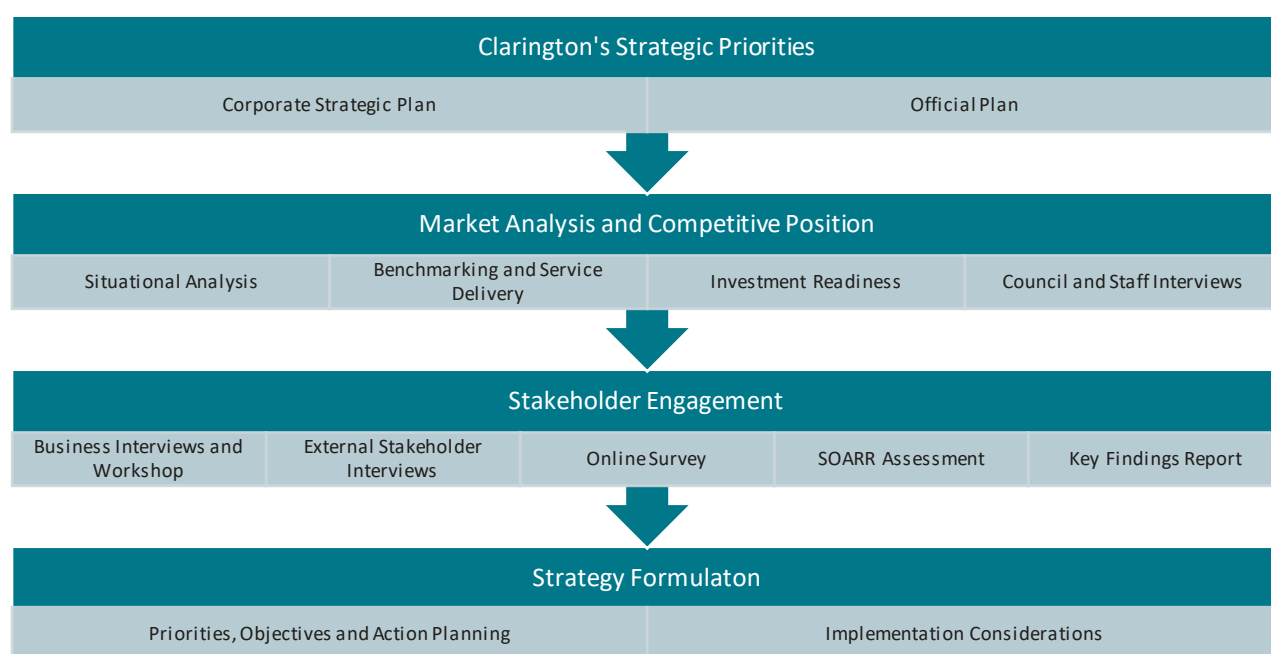 Clarington's Strategic Priorities
Corporate Strategic Plan
Official Plan
Market Analysis and Competitive Position
Situational Analysis
Benchmarking and Service
Delivery
Investment Readiness
Council and Staff Interviews
Stakeholder Engagement
Business Interviews and
Workshop
External Stakeholder
Interviews
Online Survey
SOARR Assessment
Key Findings Report
Strategy Formulaton
Priorities, Objectives and Action Planning
Implementation Considerations